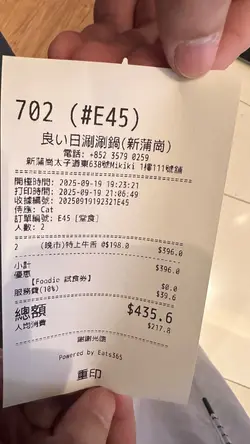 702 (#E45)
良い日涮涮鍋(新蒲崗)
電話: +852 3579 0259
新蒲崗太子道東638號Mikiki 1樓111號舖
開檯時間: 2025-09-19 19:23:21
列印時間: 2025-09-19 21:06:49
收據編號: 20250919192321E45
侍應: Cat
訂單編號: E45 [堂食]
人數: 2
2 (晚市)特上牛舌 @$198.0 $396.0
小計 $396.0
優惠
【Foodie 試食券】 $0.0
服務費(10%) $39.6
總額 $435.6
人均消費 $217.8
謝謝光臨
Powered by Eats365
重印